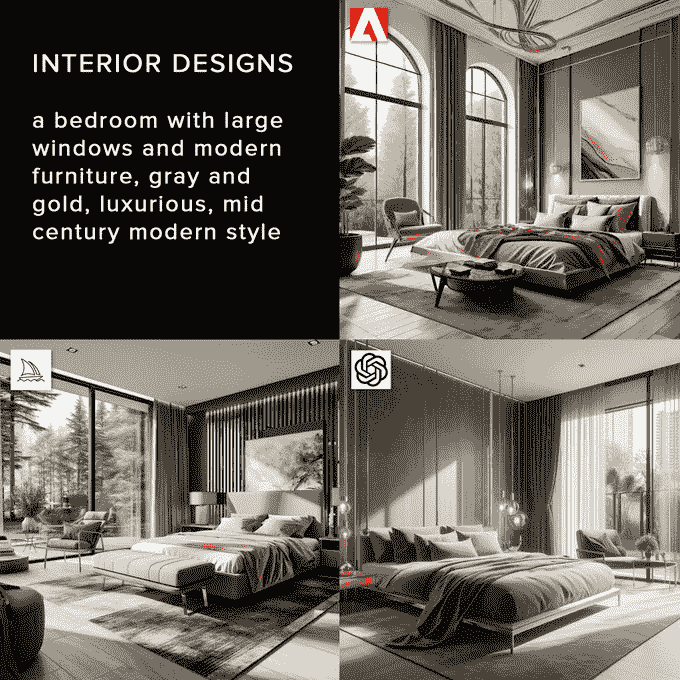 INTERIOR DESIGNS
a bedroom with large
windows and modern
furniture, gray and
gold, luxurious, mid
century modern style